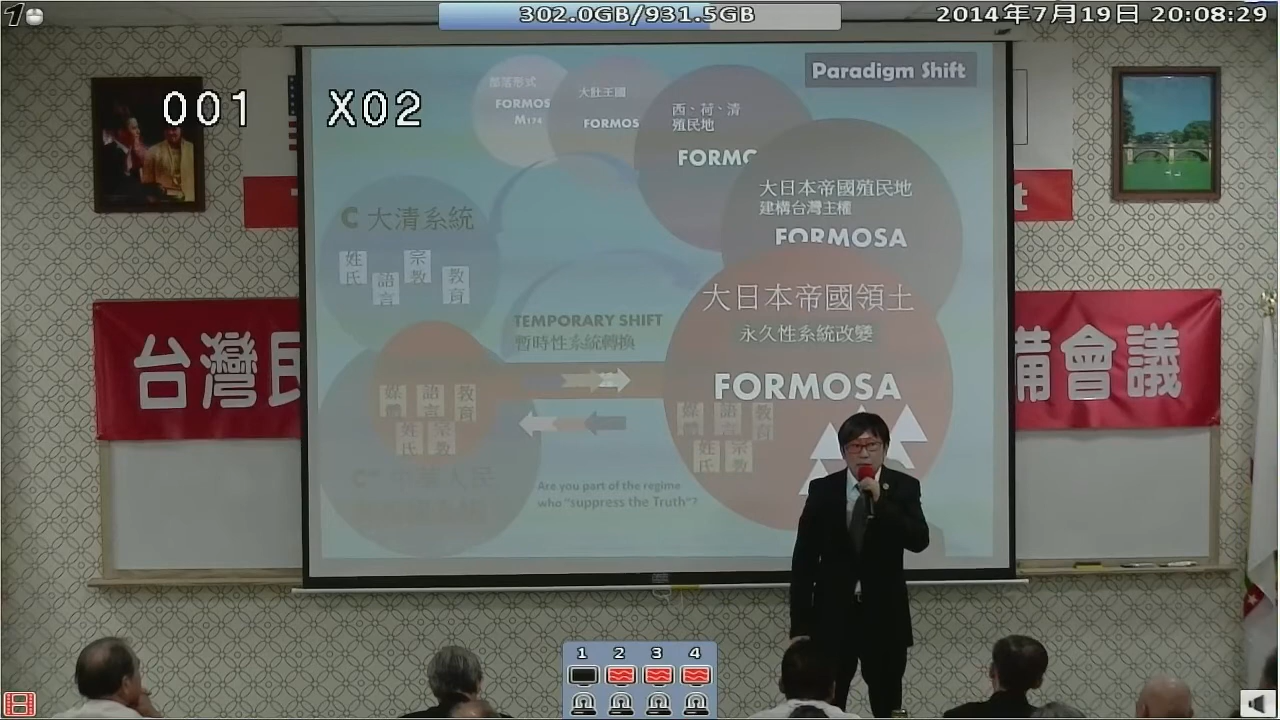 302.0GB/931.5GB
2014年7月19日 20:08:29
001 X02
Paradigm Shift
部落形式
FORMOS
M174
大肚王國
FORMOS
西、荷、清
殖民地
FORMO
大日本帝國殖民地
建構台灣主權
FORMOSA
C 大清系統
姓氏
語言
宗教
教育
大日本帝國領土
永久性系統改變
FORMOSA
TEMPORARY SHIFT
暫時性系統轉換
媒體
語言
教育
姓氏
宗教
媒體
語言
教育
姓氏
宗教
Are you part of the regime
who "suppress the Truth"?
台灣民
備會議
t
1 2 3 4